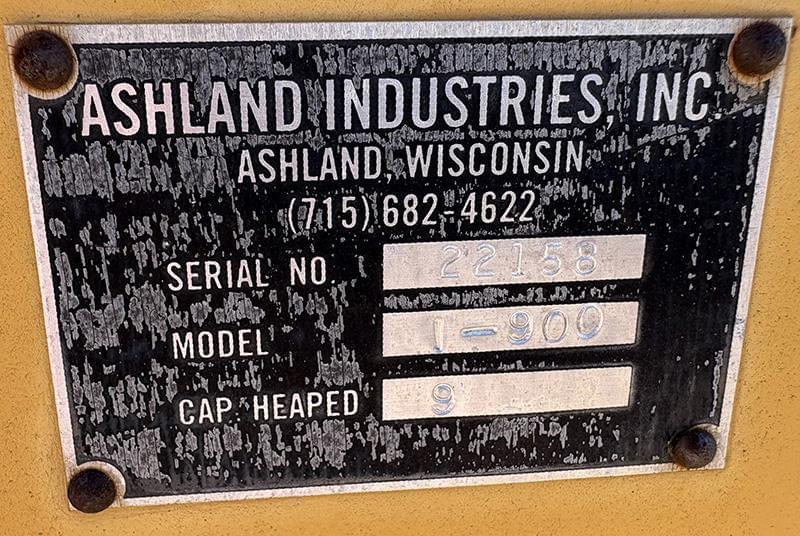 ASHLAND INDUSTRIES, INC.
ASHLAND, WISCONSIN
(715) 682-4622
SERIAL NO. 22158
MODEL I-900
CAP. HEAPED 9